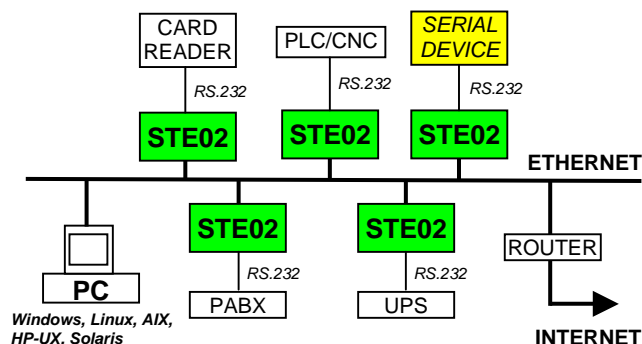 CARD
READER
PLC/CNC
SERIAL
DEVICE
RS.232
RS.232
RS.232
STE02
STE02
STE02
ETHERNET
STE02
STE02
ROUTER
RS.232
RS.232
PC
PABX
UPS
Windows, Linux, AIX,
HP-UX, Solaris
INTERNET